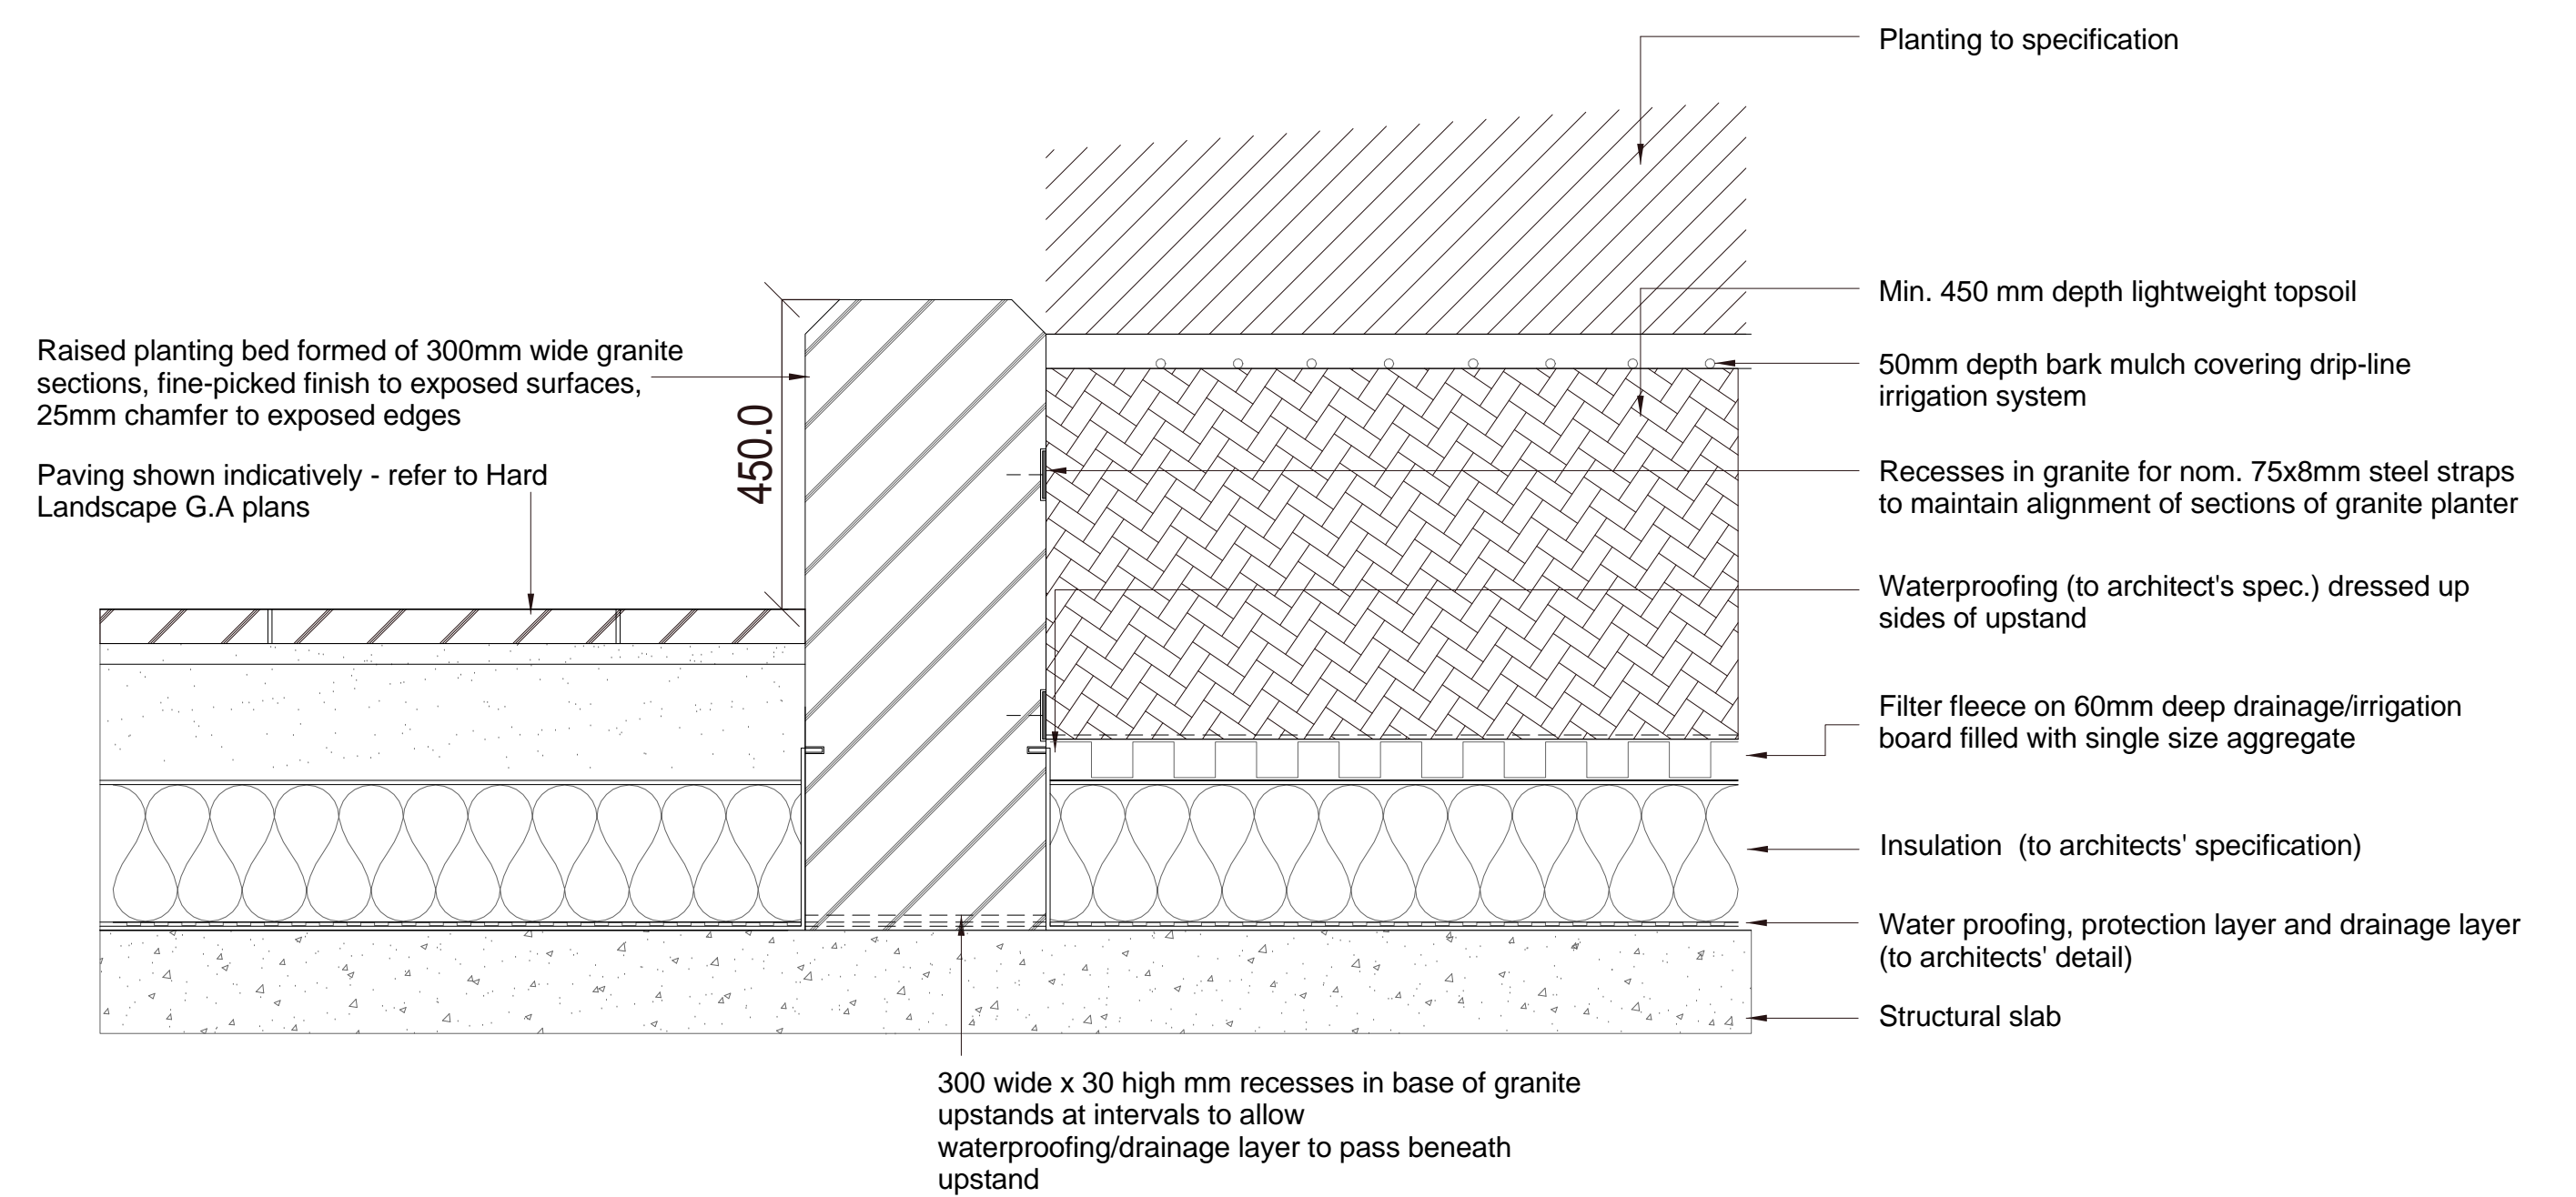 Planting to specification
Min. 450 mm depth lightweight topsoil
Raised planting bed formed of 300mm wide granite
sections, fine-picked finish to exposed surfaces,
25mm chamfer to exposed edges
50mm depth bark mulch covering drip-line
irrigation system
450.0
Paving shown indicatively - refer to Hard
Landscape G.A plans
Recesses in granite for nom. 75x8mm steel straps
to maintain alignment of sections of granite planter
Waterproofing (to architect's spec.) dressed up
sides of upstand
Filter fleece on 60mm deep drainage/irrigation
board filled with single size aggregate
Insulation (to architects' specification)
Water proofing, protection layer and drainage layer
(to architects' detail)
Structural slab
300 wide x 30 high mm recesses in base of granite
upstands at intervals to allow
waterproofing/drainage layer to pass beneath
upstand